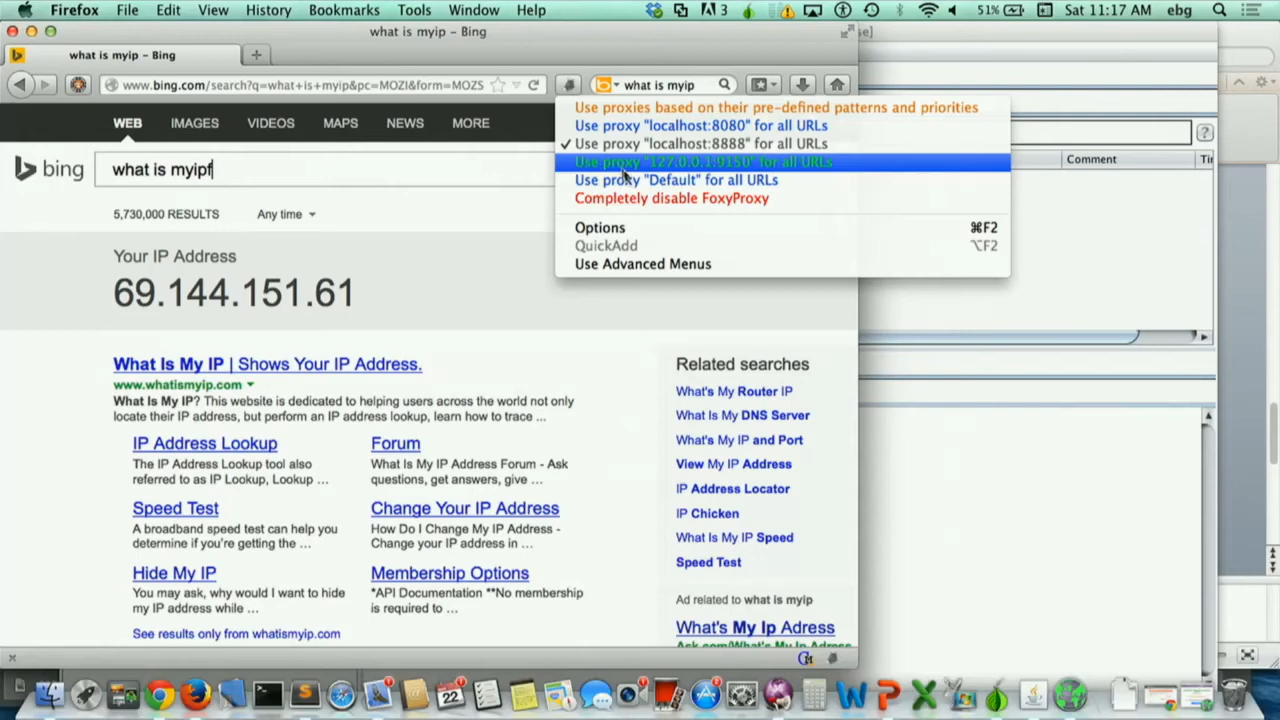 Firefox File Edit View History Bookmarks Tools Window Help 3 51% Sat 11:17 AM ebg
what is myip – Bing
what is myip – Bing
www.bing.com/search?q=what+is+myip&pc=MOZI&form=MOZS what is myip
Use proxies based on their pre-defined patterns and priorities
Use proxy "localhost:8080" for all URLs
✓ Use proxy "localhost:8888" for all URLs
Use proxy "127.0.0.1:9150" for all URLs
Use proxy "Default" for all URLs
Completely disable FoxyProxy
Options ⌘F2
QuickAdd ⌥F2
Use Advanced Menus
?
Comment
WEB IMAGES VIDEOS MAPS NEWS MORE
bing what is myipf
5,730,000 RESULTS Any time
Your IP Address
69.144.151.61
What Is My IP | Shows Your IP Address.
www.whatismyip.com
What Is My IP? This website is dedicated to helping users across the world not only
locate their IP address, but perform an IP address lookup, learn how to trace ...
IP Address Lookup
The IP Address Lookup tool also
referred to as IP Lookup, Lookup ...
Forum
What Is My IP Address Forum - Ask
questions, get answers, give ...
Speed Test
A broadband speed test can help you
determine if you're getting the ...
Change Your IP Address
How Do I Change My IP Address -
Change your IP address in ...
Hide My IP
You may ask, why would I want to hide
my IP address while ...
Membership Options
*API Documentation **No membership
is required to ...
See results only from whatismyip.com
Related searches
What's My Router IP
What Is My DNS Server
What's My IP and Port
View My IP Address
IP Address Locator
IP Chicken
What Is My IP Speed
Speed Test
Ad related to what is myip
What's My Ip Adress
Ask.com/What's My Ip Adress
22